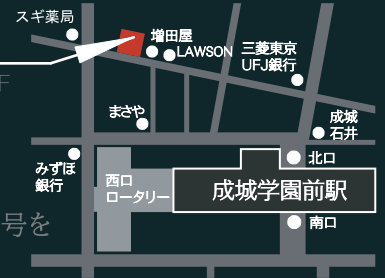 スギ薬局
増田屋
LAWSON
三菱東京
UFJ銀行
まさや
成城
石井
みずほ
銀行
西口
ロータリー
北口
成城学園前駅
南口
号を